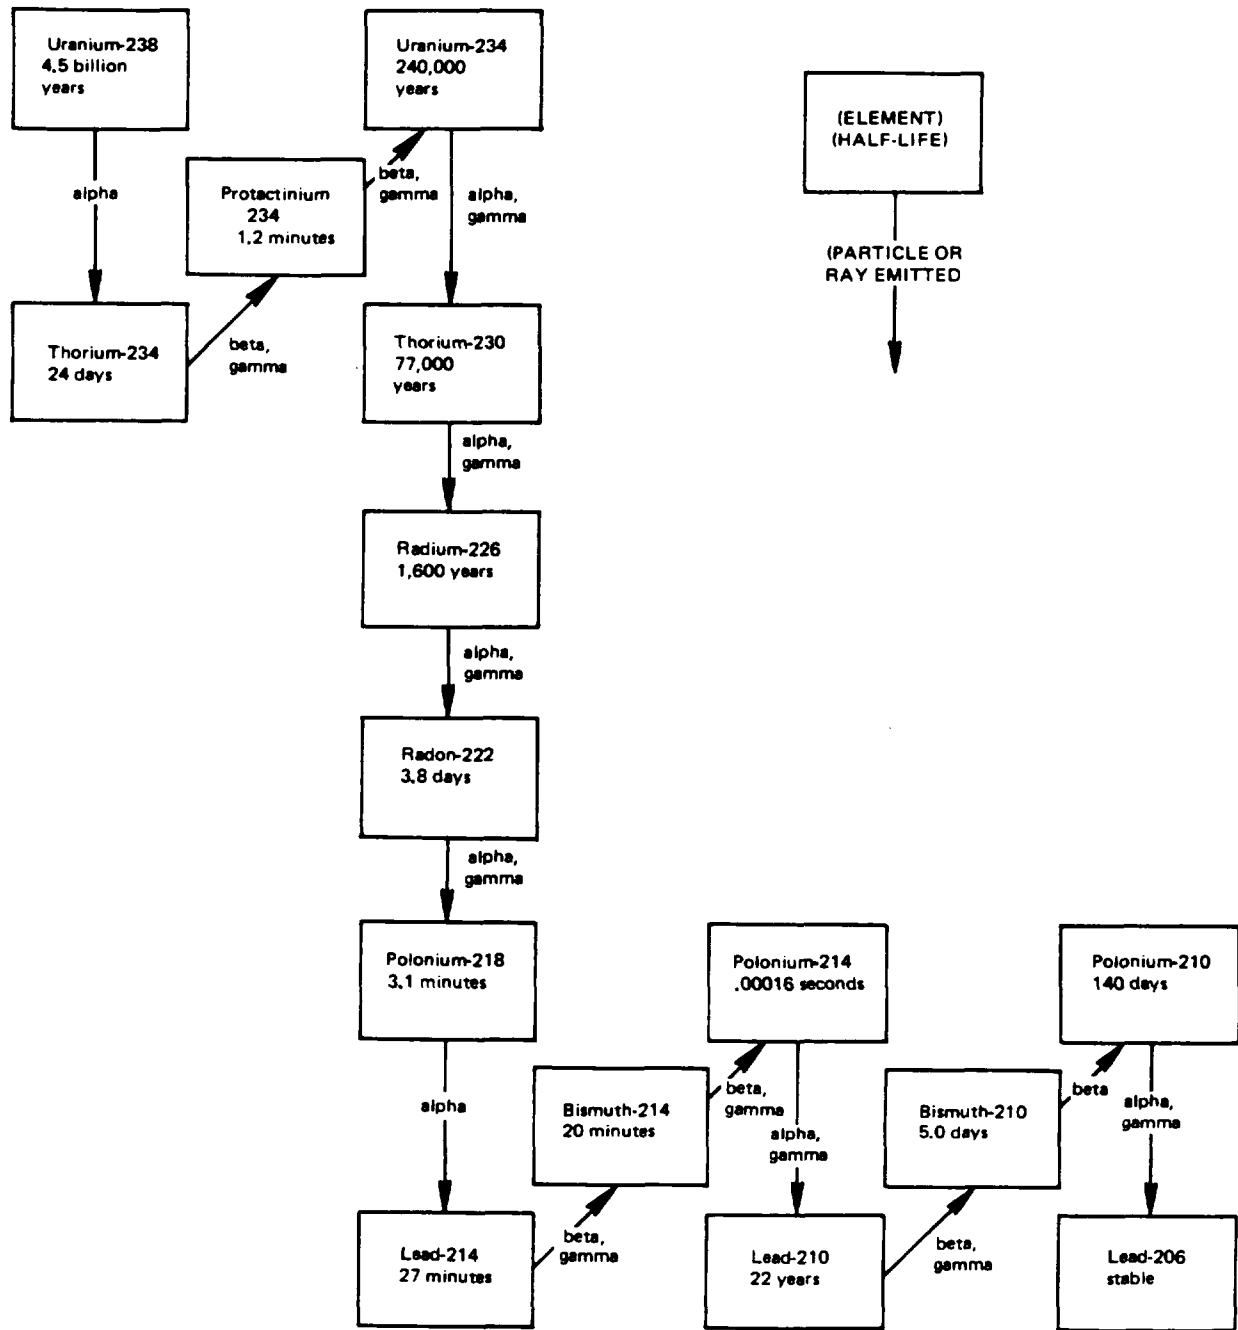 Uranium-238
4.5 billion
years
alpha
Thorium-234
24 days
beta,
gamma
Protactinium
234
1.2 minutes
beta,
gamma
Uranium-234
240,000
years
alpha,
gamma
Thorium-230
77,000
years
alpha,
gamma
Radium-226
1,600 years
alpha,
gamma
Radon-222
3.8 days
alpha,
gamma
Polonium-218
3.1 minutes
alpha
Lead-214
27 minutes
beta,
gamma
Bismuth-214
20 minutes
beta,
gamma
Polonium-214
.00016 seconds
alpha,
gamma
Lead-210
22 years
beta,
gamma
Bismuth-210
5.0 days
beta
Polonium-210
140 days
alpha,
gamma
Lead-206
stable
(ELEMENT)
(HALF-LIFE)
(PARTICLE OR
RAY EMITTED